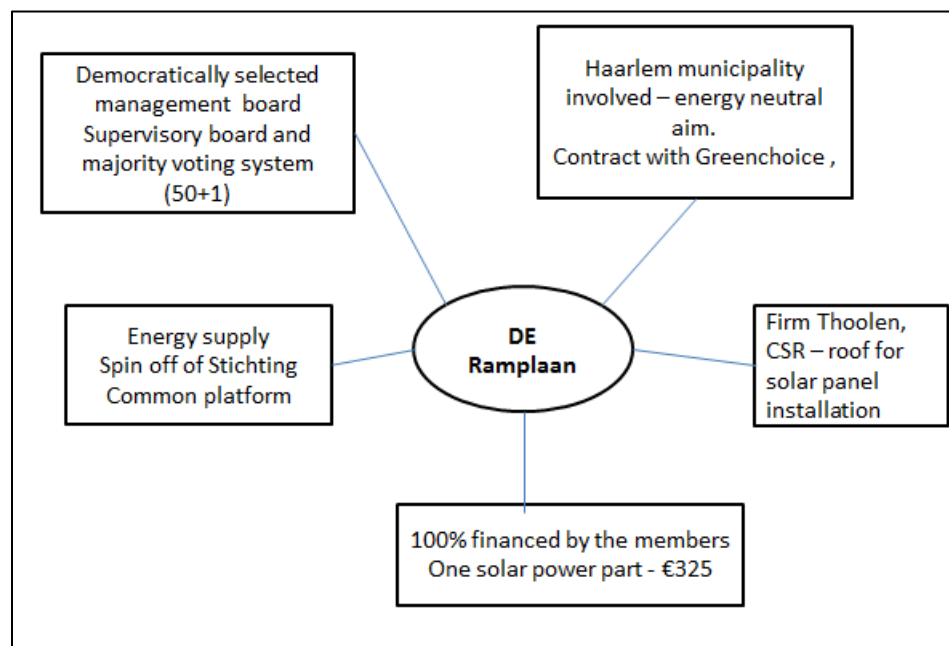 Democratically selected
management board
Supervisory board and
majority voting system
(50+1)
Haarlem municipality
involved – energy neutral
aim.
Contract with Greenchoice ,
Energy supply
Spin off of Stichting
Common platform
DE
Ramplaan
Firm Thoolen,
CSR – roof for
solar panel
installation
100% financed by the members
One solar power part - €325